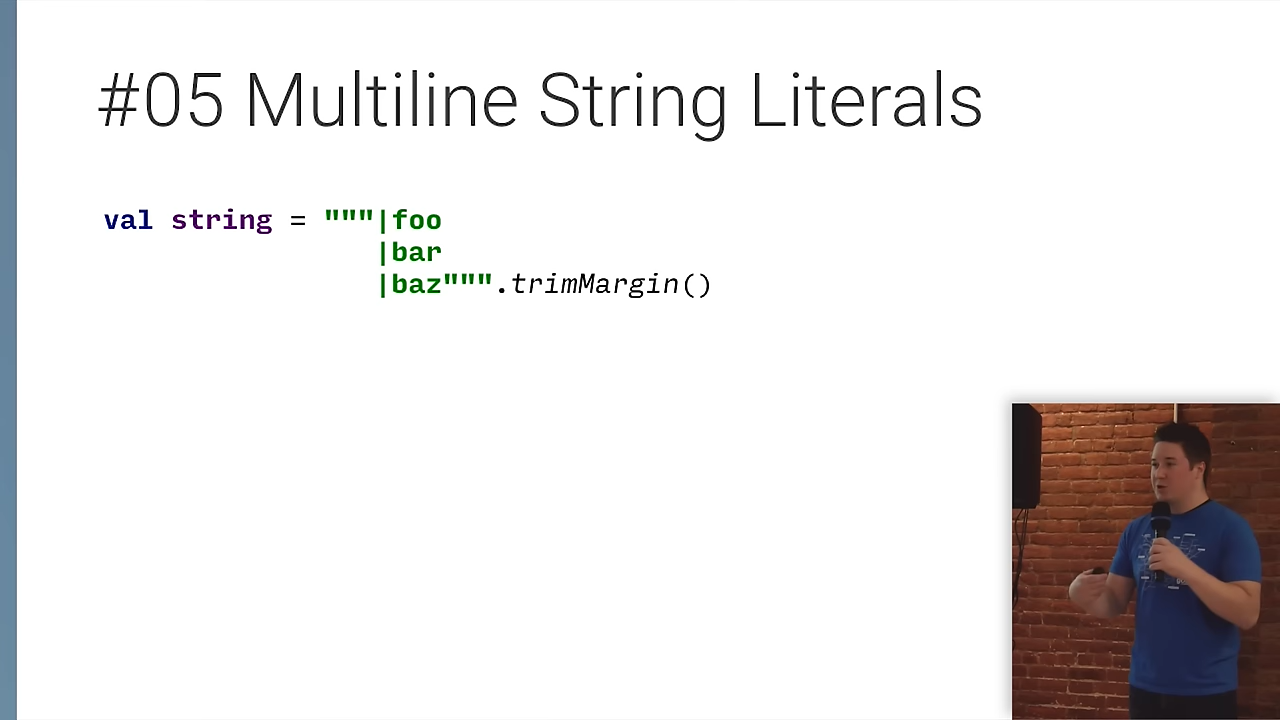 #05 Multiline String Literals
val string = """|foo
|bar
|baz""".trimMargin()